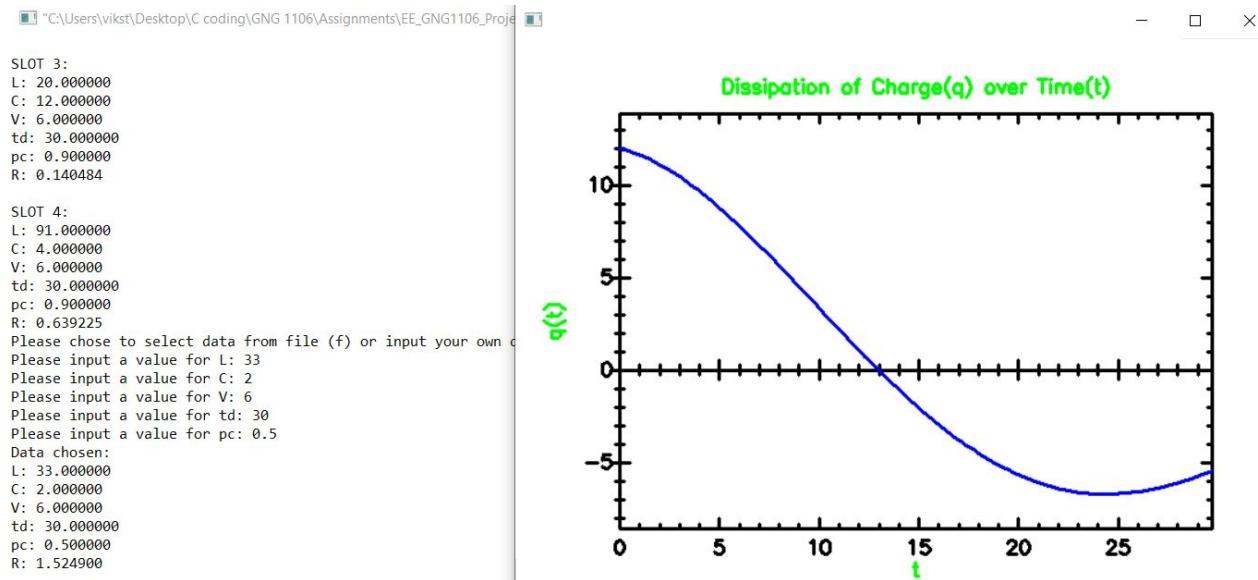 "C:\Users\vikst\Desktop\C coding\GNG 1106\Assignments\EE_GNG1106_Proje
SLOT 3:
L: 20.000000
C: 12.000000
V: 6.000000
td: 30.000000
pc: 0.900000
R: 0.140484
SLOT 4:
L: 91.000000
C: 4.000000
V: 6.000000
td: 30.000000
pc: 0.900000
R: 0.639225
Please chose to select data from file (f) or input your own
Please input a value for L: 33
Please input a value for C: 2
Please input a value for V: 6
Please input a value for td: 30
Please input a value for pc: 0.5
Data chosen:
L: 33.000000
C: 2.000000
V: 6.000000
td: 30.000000
pc: 0.500000
R: 1.524900
Dissipation of Charge(q) over Time(t)
10
5
0
-5
q(t)
0 5 10 15 20 25
t